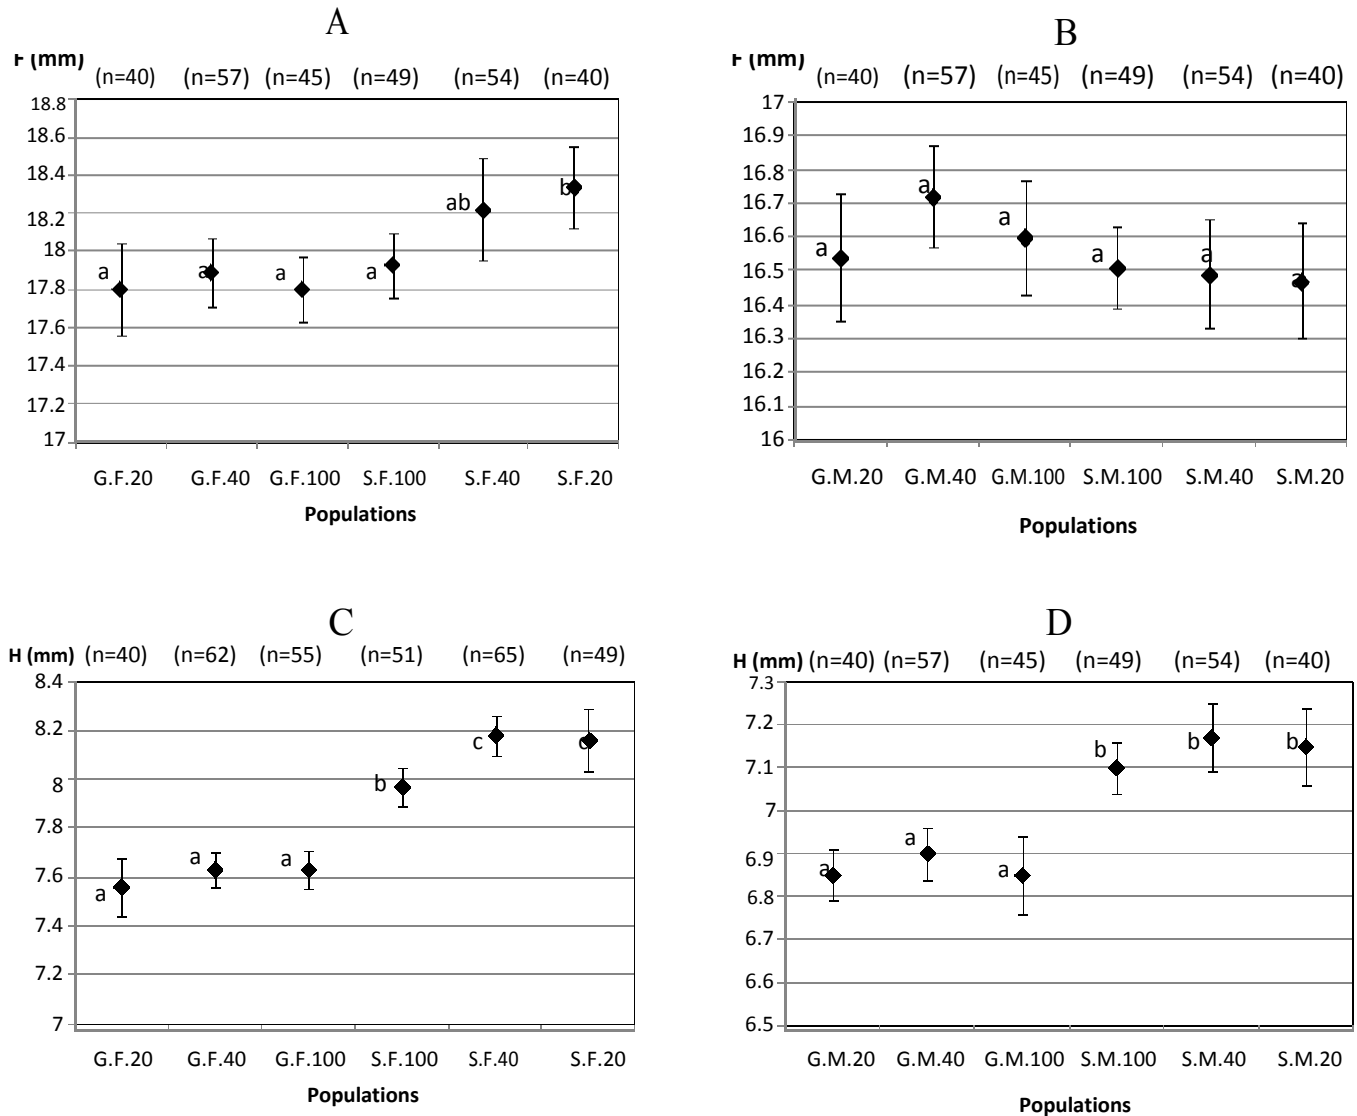 A
F (mm) (n=40) (n=57) (n=45) (n=49) (n=54) (n=40)
18.8
18.6
18.4
18.2
18
17.8
17.6
17.4
17.2
17
a a a a ab b
G.F.20 G.F.40 G.F.100 S.F.100 S.F.40 S.F.20
Populations
B
F (mm) (n=40) (n=57) (n=45) (n=49) (n=54) (n=40)
17
16.9
16.8
16.7
16.6
16.5
16.4
16.3
16.2
16.1
16
a a a a a a
G.M.20 G.M.40 G.M.100 S.M.100 S.M.40 S.M.20
Populations
C
H (mm) (n=40) (n=62) (n=55) (n=51) (n=65) (n=49)
8.4
8.2
8
7.8
7.6
7.4
7.2
7
a a a b c c
G.F.20 G.F.40 G.F.100 S.F.100 S.F.40 S.F.20
Populations
D
H (mm) (n=40) (n=57) (n=45) (n=49) (n=54) (n=40)
7.3
7.2
7.1
7
6.9
6.8
6.7
6.6
6.5
a a a b b b
G.M.20 G.M.40 G.M.100 S.M.100 S.M.40 S.M.20
Populations